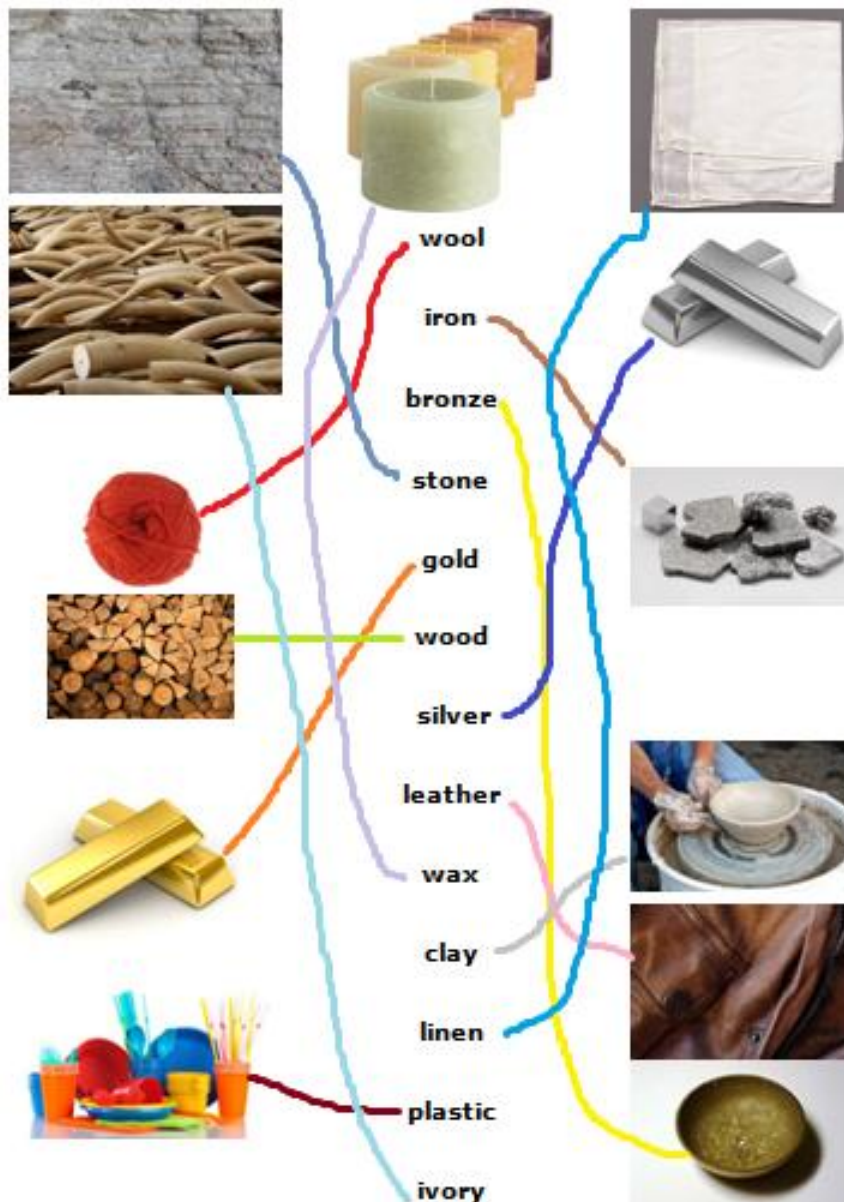 wool
iron
bronze
stone
gold
wood
silver
leather
wax
clay
linen
plastic
ivory